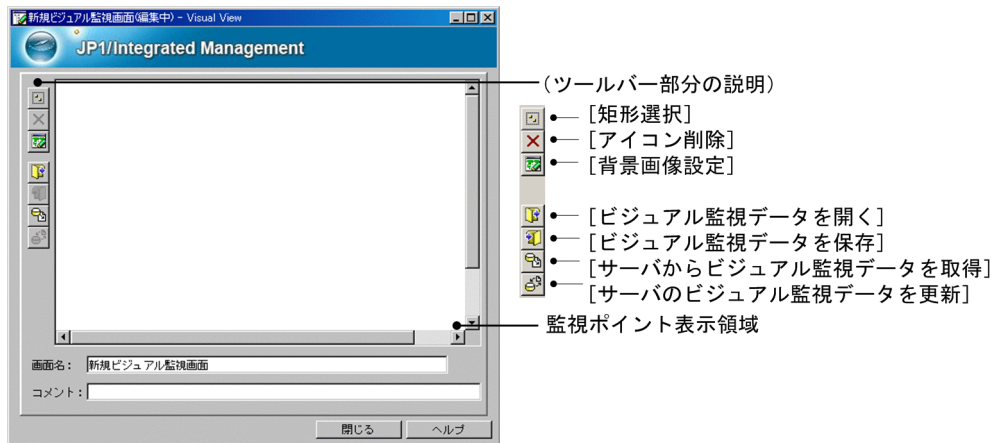 新規ビジュアル監視画面(編集中) - Visual View
JP1/Integrated Management
(ツールバー部分の説明)
[矩形選択]
[アイコン削除]
[背景画像設定]
[ビジュアル監視データを開く]
[ビジュアル監視データを保存]
[サーバからビジュアル監視データを取得]
[サーバのビジュアル監視データを更新]
監視ポイント表示領域
画面名: 新規ビジュアル監視画面
コメント:
閉じる ヘルプ